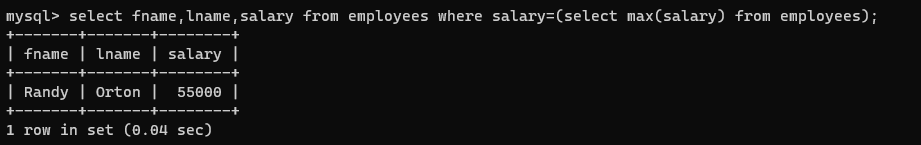 mysql> select fname,lname,salary from employees where salary=(select max(salary) from employees);
+-------+-------+--------+
| fname | lname | salary |
+-------+-------+--------+
| Randy | Orton |  55000 |
+-------+-------+--------+
1 row in set (0.04 sec)